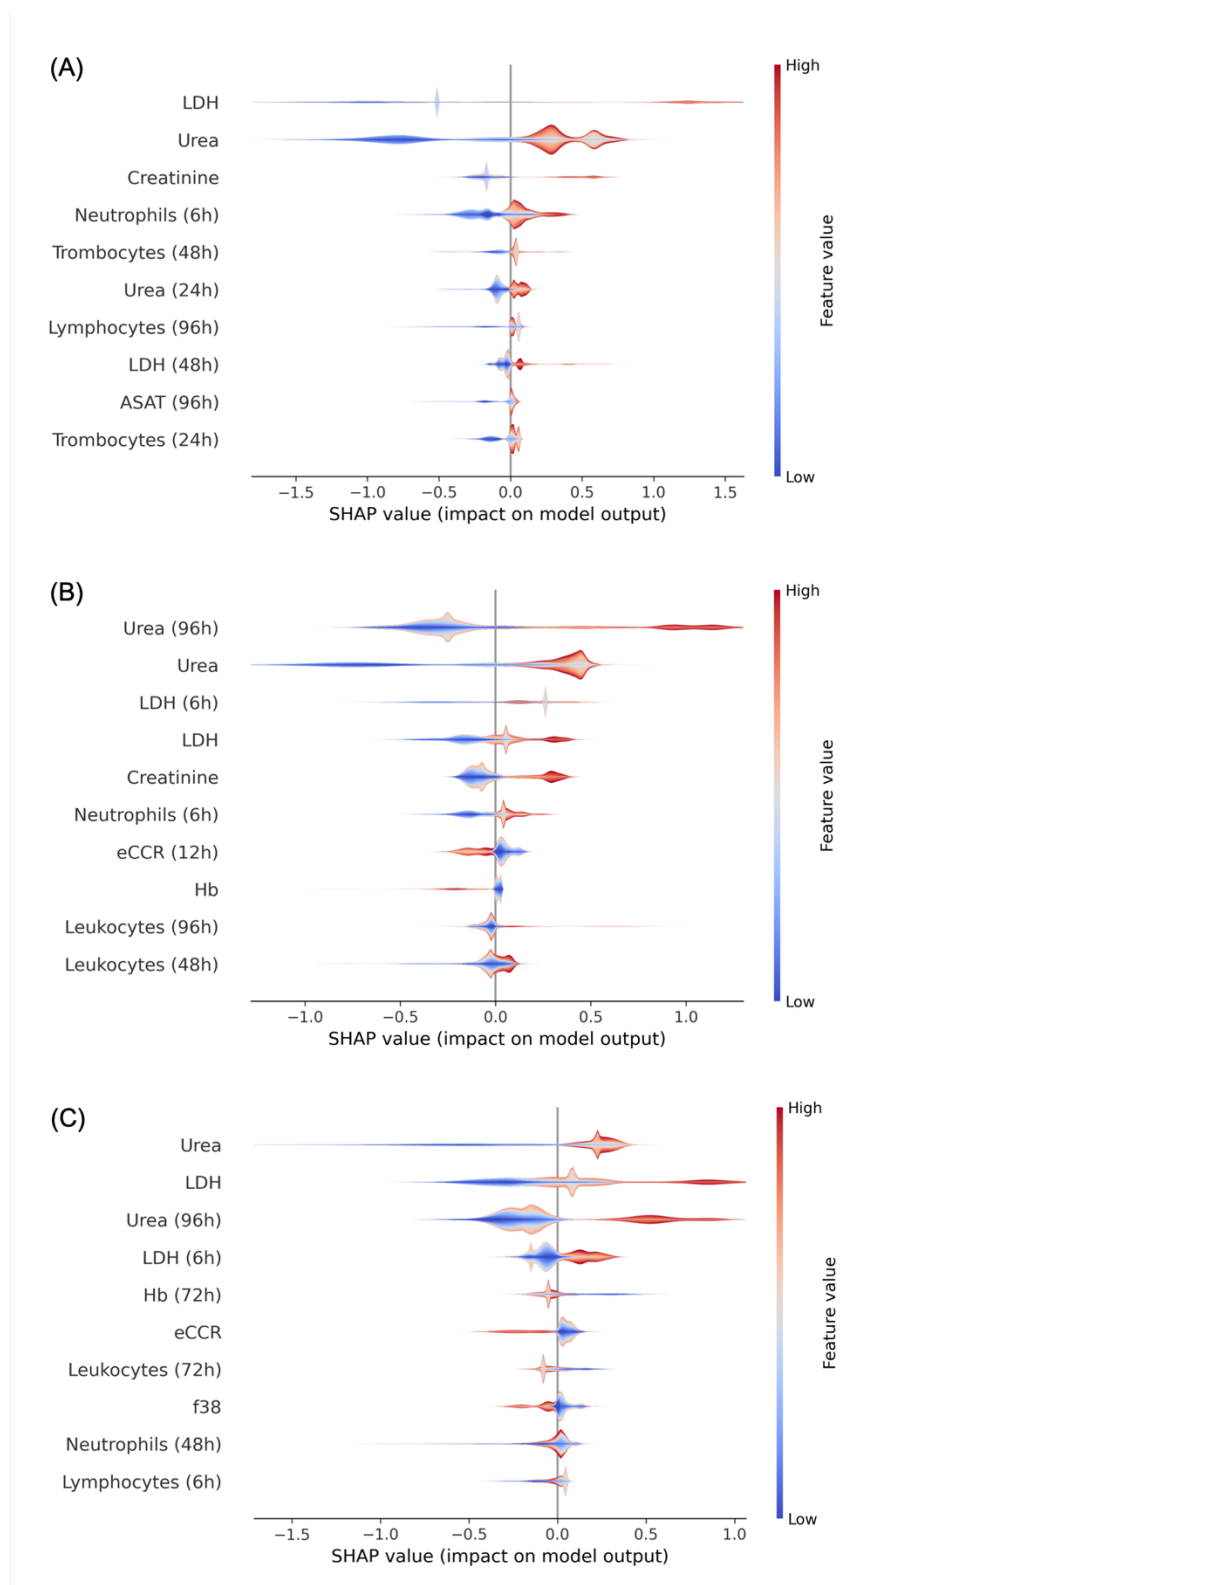 (A)
High
LDH
Urea
Creatinine
Neutrophils (6h)
Trombocytes (48h)
Urea (24h)
Lymphocytes (96h)
LDH (48h)
ASAT (96h)
Trombocytes (24h)
Feature value
Low
−1.5 −1.0 −0.5 0.0 0.5 1.0 1.5
SHAP value (impact on model output)
(B)
High
Urea (96h)
Urea
LDH (6h)
LDH
Creatinine
Neutrophils (6h)
eCCR (12h)
Hb
Leukocytes (96h)
Leukocytes (48h)
Feature value
Low
−1.0 −0.5 0.0 0.5 1.0
SHAP value (impact on model output)
(C)
High
Urea
LDH
Urea (96h)
LDH (6h)
Hb (72h)
eCCR
Leukocytes (72h)
f38
Neutrophils (48h)
Lymphocytes (6h)
Feature value
Low
−1.5 −1.0 −0.5 0.0 0.5 1.0
SHAP value (impact on model output)